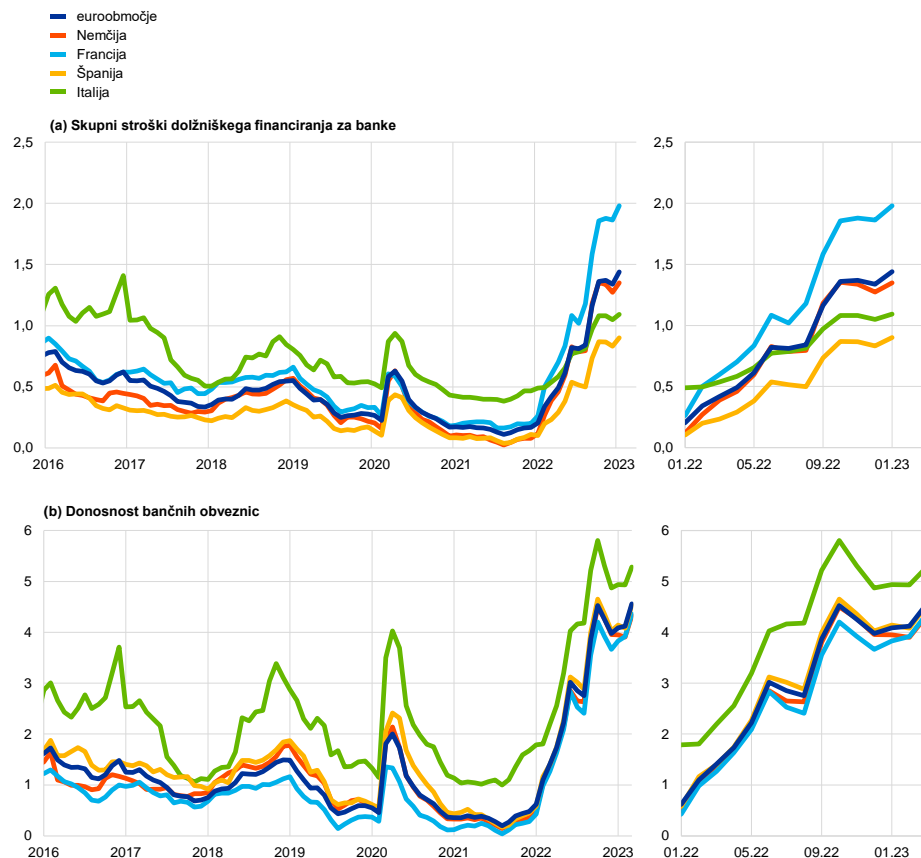 euroobmočje
Nemčija
Francija
Španija
Italija
(a) Skupni stroški dolžniškega financiranja za banke
2,5
2,0
1,5
1,0
0,5
0,0
2016 2017 2018 2019 2020 2021 2022 2023
2,5
2,0
1,5
1,0
0,5
0,0
01.22 05.22 09.22 01.23
(b) Donosnost bančnih obveznic
6
5
4
3
2
1
0
2016 2017 2018 2019 2020 2021 2022 2023
6
5
4
3
2
1
0
01.22 05.22 09.22 01.23